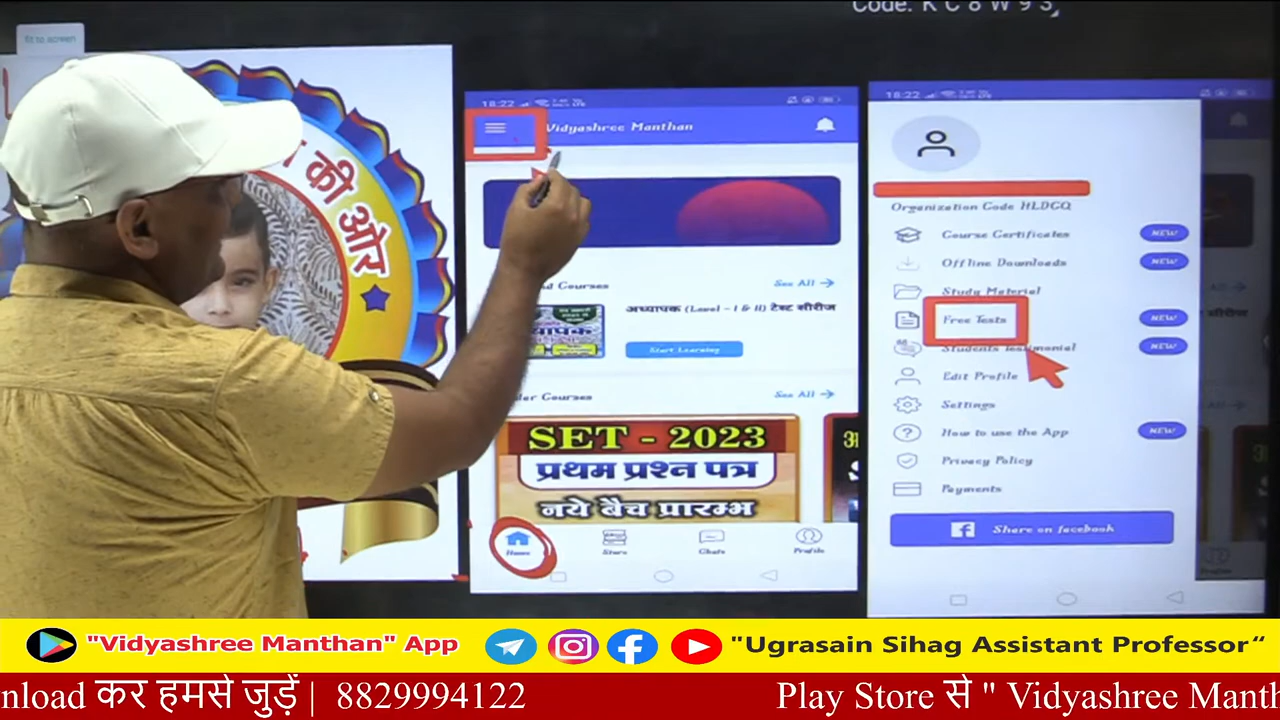 Code: K C 8 W 9 3
fit to screen
की ओर
18:22
Vidyashree Manthan
See All →
Courses
अध्यापक (Level - I & II) टेस्ट सीरीज
Start Learning
Courses
See All →
SET - 2023
प्रथम प्रश्न पत्र
नये बैच प्रारम्भ
Home
Store
Chats
Profile
18:22
Organization Code HLDCQ
Course Certificates
NEW
Offline Downloads
NEW
Study Material
Free Tests
NEW
Students Testimonial
NEW
Edit Profile
Settings
How to use the App
NEW
Privacy Policy
Payments
Share on facebook
"Vidyashree Manthan" App
"Ugrasain Sihag Assistant Professor“
nload कर हमसे जुड़ें | 8829994122
Play Store से " Vidyashree Manth